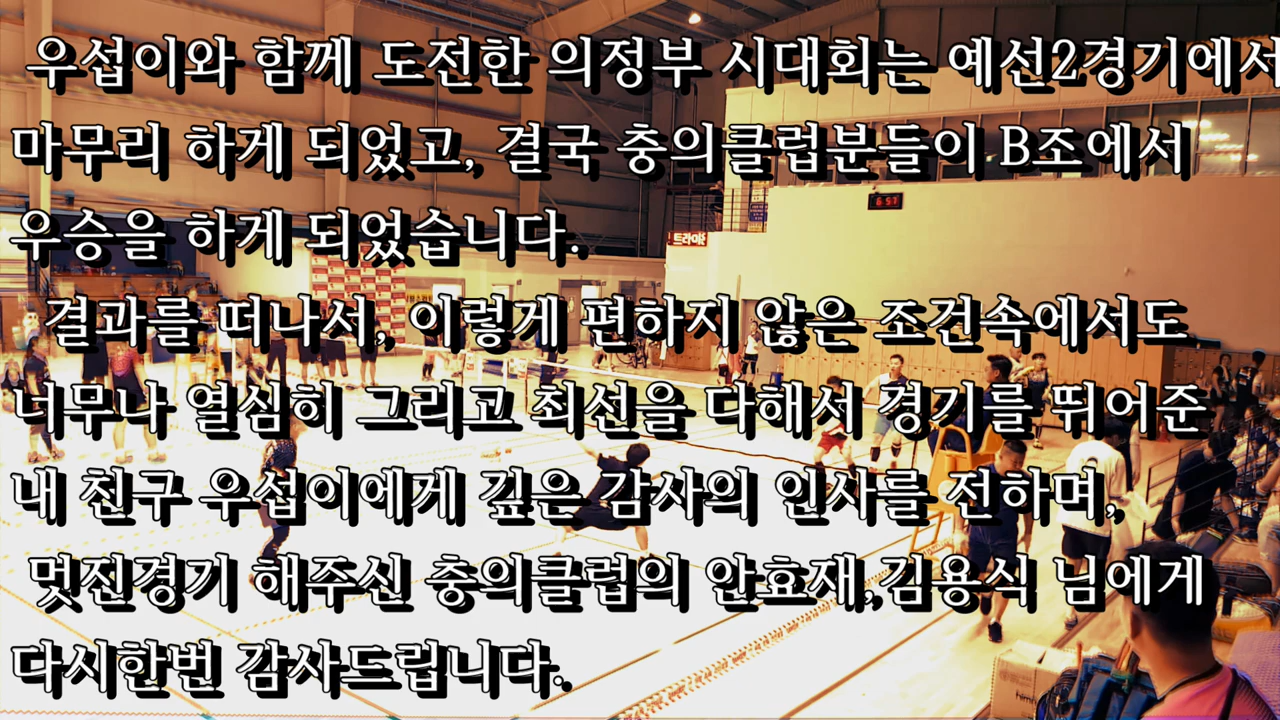 우섭이와 함께 도전한 의정부 시대회는 예선2경기에서
마무리 하게 되었고, 결국 충의클럽분들이 B조에서
우승을 하게 되었습니다.
결과를 떠나서, 이렇게 편하지 않은 조건속에서도
너무나 열심히 그리고 최선을 다해서 경기를 뛰어준
내 친구 우섭이에게 깊은 감사의 인사를 전하며,
멋진경기 해주신 충의클럽의 안효재,김용식 님에게
다시한번 감사드립니다.
6:57